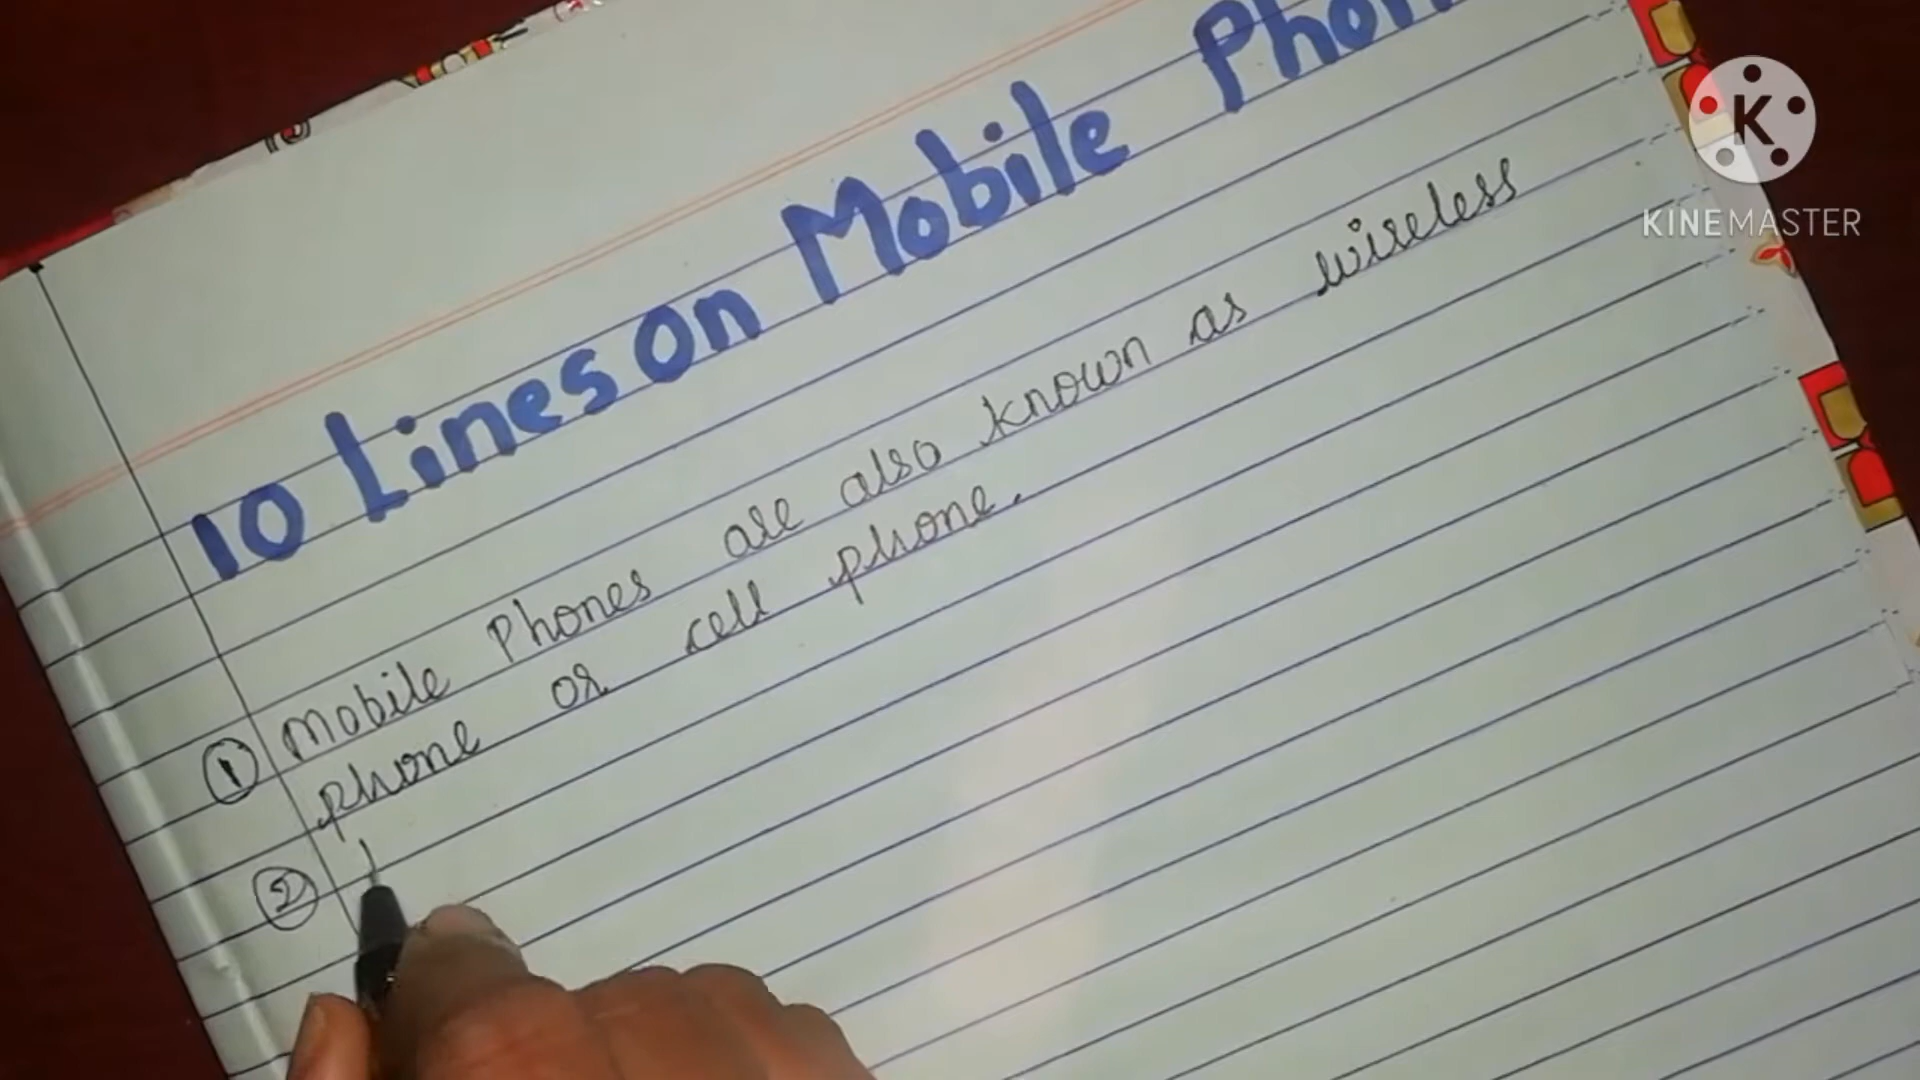 10 Lines on Mobile Phon
① Mobile Phones are also known as wireless
phone or cell phone.
②
K
KINEMASTER